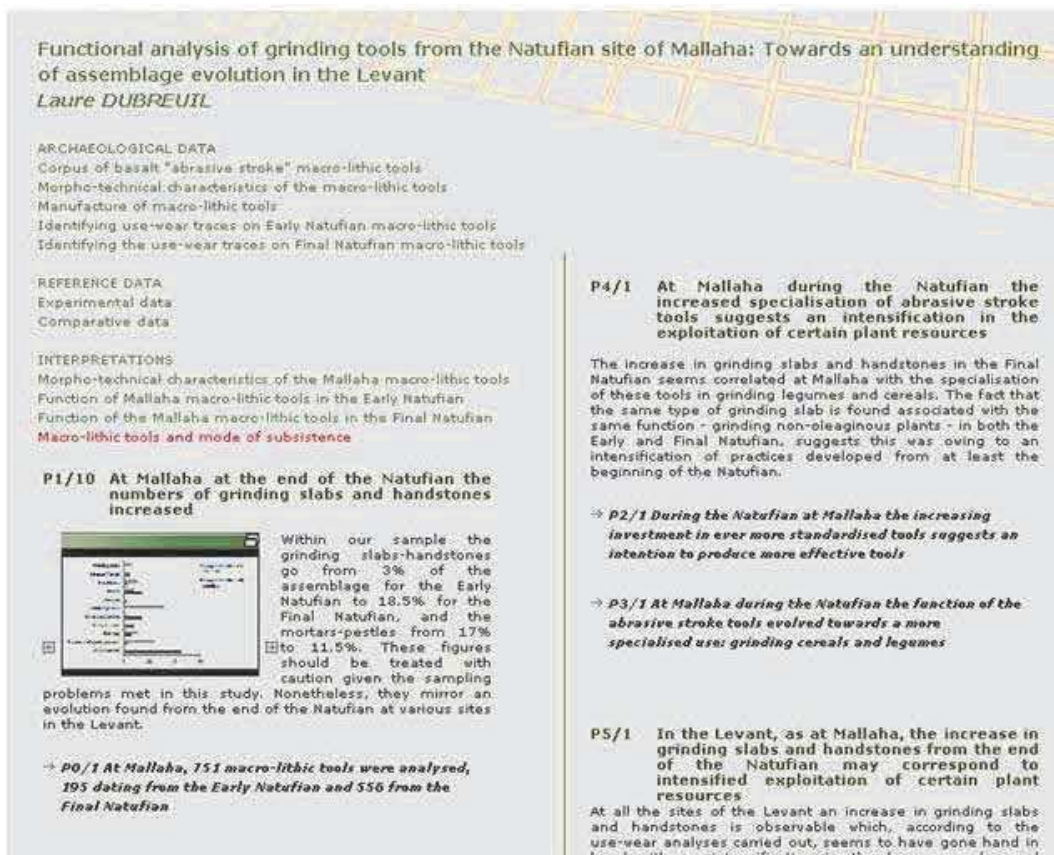 Functional analysis of grinding tools from the Natufian site of Mallaha: Towards an understanding
of assemblage evolution in the Levant
Laure DUBREUIL
ARCHAEOLOGICAL DATA
Corpus of basalt "abrasive stroke" macro-lithic tools
Morpho-technical characteristics of the macro-lithic tools
Manufacture of macro-lithic tools
Identifying use-wear traces on Early Natufian macro-lithic tools
Identifying the use-wear traces on Final Natufian macro-lithic tools
REFERENCE DATA
Experimental data
Comparative data
INTERPRETATIONS
Morpho-technical characteristics of the Mallaha macro-lithic tools
Function of Mallaha macro-lithic tools in the Early Natufian
Function of the Mallaha macro-lithic tools in the Final Natufian
Macro-lithic tools and mode of subsistence
P1/10 At Mallaha at the end of the Natufian the
numbers of grinding slabs and handstones
increased
Within our sample the
grinding slabs-handstones
go from 3% of the
assemblage for the Early
Natufian to 18.5% for the
Final Natufian, and the
mortars-pestles from 17%
to 11.5%. These figures
should be treated with
caution given the sampling
problems met in this study. Nonetheless, they mirror an
evolution found from the end of the Natufian at various sites
in the Levant.
→ P0/1 At Mallaha, 751 macro-lithic tools were analysed,
195 dating from the Early Natufian and 556 from the
Final Natufian
P4/1 At Mallaha during the Natufian the
increased specialisation of abrasive stroke
tools suggests an intensification in the
exploitation of certain plant resources
The increase in grinding slabs and handstones in the Final
Natufian seems correlated at Mallaha with the specialisation
of these tools in grinding legumes and cereals. The fact that
the same type of grinding slab is found associated with the
same function - grinding non-oleaginous plants - in both the
Early and Final Natufian, suggests this was owing to an
intensification of practices developed from at least the
beginning of the Natufian.
→ P2/1 During the Natufian at Mallaha the increasing
investment in ever more standardised tools suggests an
intention to produce more effective tools
→ P3/1 At Mallaha during the Natufian the function of the
abrasive stroke tools evolved towards a more
specialised use: grinding cereals and legumes
P5/1 In the Levant, as at Mallaha, the increase in
grinding slabs and handstones from the end
of the Natufian may correspond to
intensified exploitation of certain plant
resources
At all the sites of the Levant an increase in grinding slabs
and handstones is observable which, according to the
use-wear analyses carried out, seems to have gone hand in